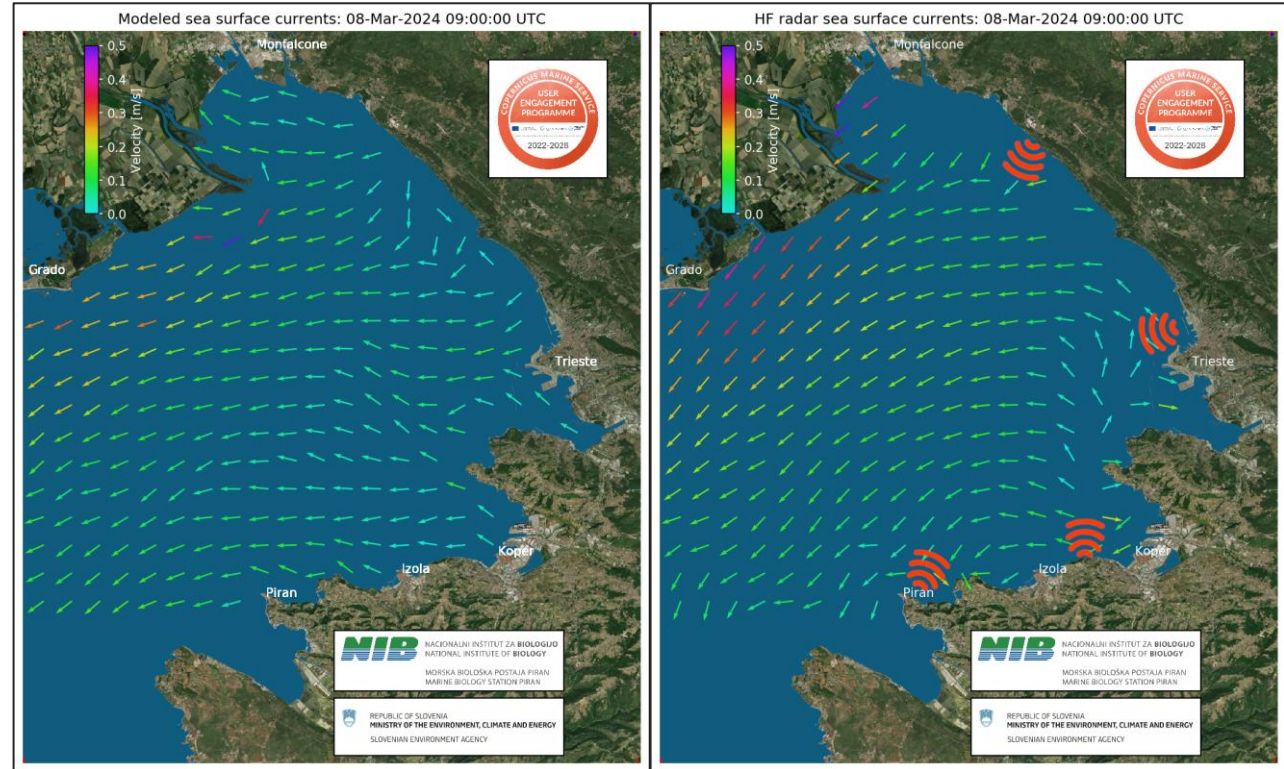 Modeled sea surface currents: 08-Mar-2024 09:00:00 UTC
Monfalcone
0.5
0.4
0.3
0.2
0.1
0.0
Velocity [m/s]
COPERNICUS MARINE SERVICE
USER
ENGAGEMENT
PROGRAMME
2022-2028
Grado
Trieste
Koper
Izola
Piran
NIB
NACIONALNI INŠTITUT ZA BIOLOGIJO
NATIONAL INSTITUTE OF BIOLOGY
MORSKA BIOLOŠKA POSTAJA PIRAN
MARINE BIOLOGY STATION PIRAN
REPUBLIC OF SLOVENIA
MINISTRY OF THE ENVIRONMENT, CLIMATE AND ENERGY
SLOVENIAN ENVIRONMENT AGENCY
HF radar sea surface currents: 08-Mar-2024 09:00:00 UTC
Monfalcone
0.5
0.4
0.3
0.2
0.1
0.0
Velocity [m/s]
COPERNICUS MARINE SERVICE
USER
ENGAGEMENT
PROGRAMME
2022-2028
Grado
Trieste
Koper
Izola
Piran
NIB
NACIONALNI INŠTITUT ZA BIOLOGIJO
NATIONAL INSTITUTE OF BIOLOGY
MORSKA BIOLOŠKA POSTAJA PIRAN
MARINE BIOLOGY STATION PIRAN
REPUBLIC OF SLOVENIA
MINISTRY OF THE ENVIRONMENT, CLIMATE AND ENERGY
SLOVENIAN ENVIRONMENT AGENCY